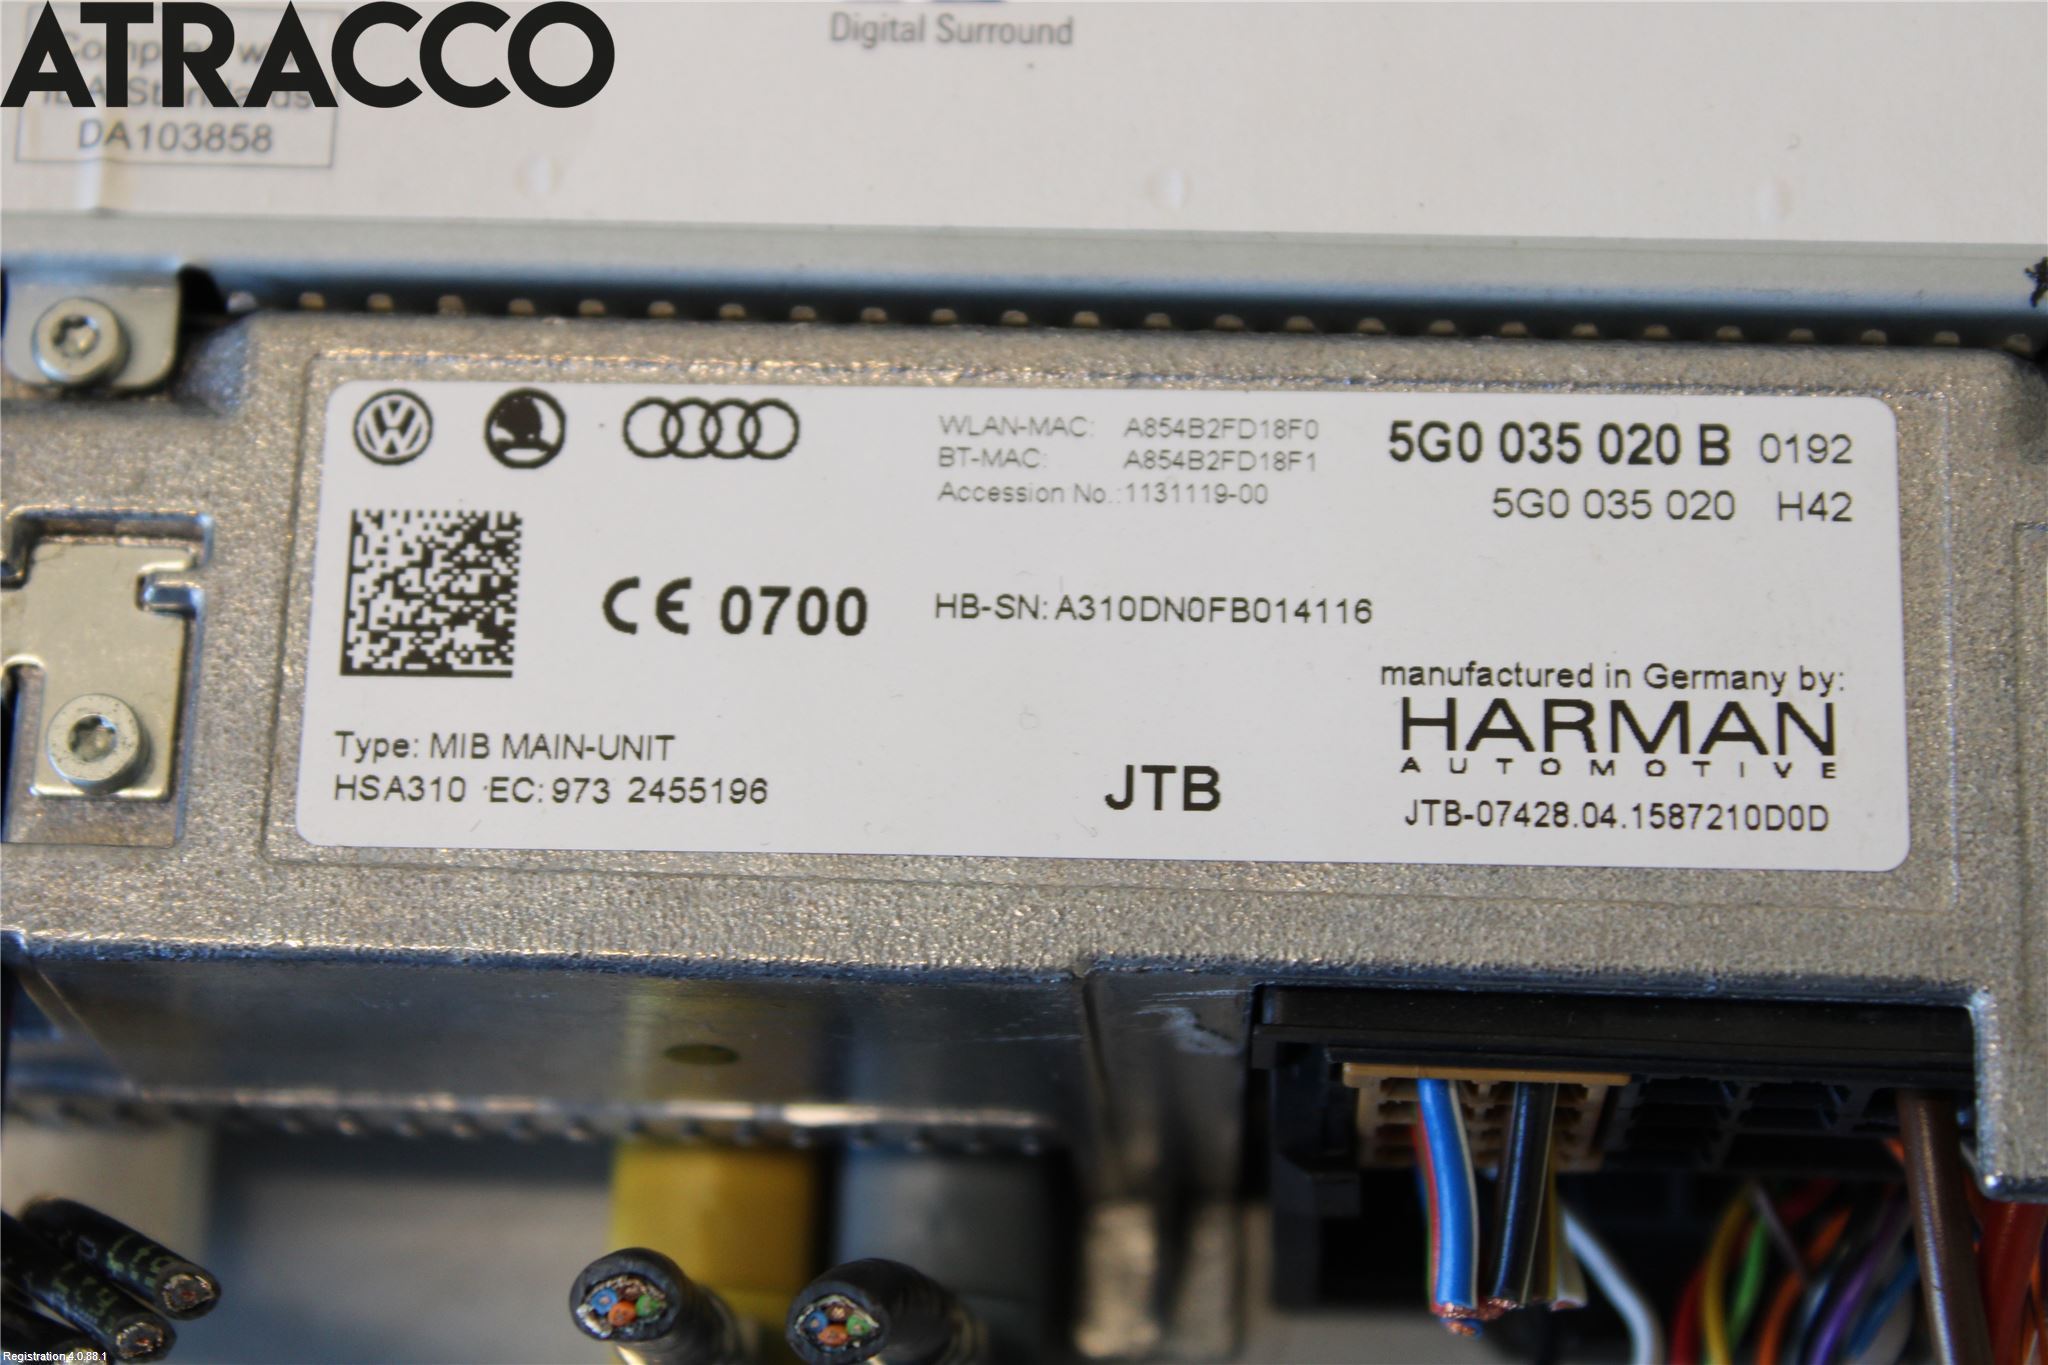 ATRACCO
Digital Surround
DA103858
WLAN-MAC: A854B2FD18F0
BT-MAC: A854B2FD18F1
Accession No.:1131119-00
5G0 035 020 B 0192
5G0 035 020 H42
CE 0700
HB-SN: A310DN0FB014116
manufactured in Germany by:
HARMAN
AUTOMOTIVE
Type: MIB MAIN-UNIT
HSA310 EC: 973 2455196
JTB
JTB-07428.04.1587210D0D
Registration 4.0.88.1